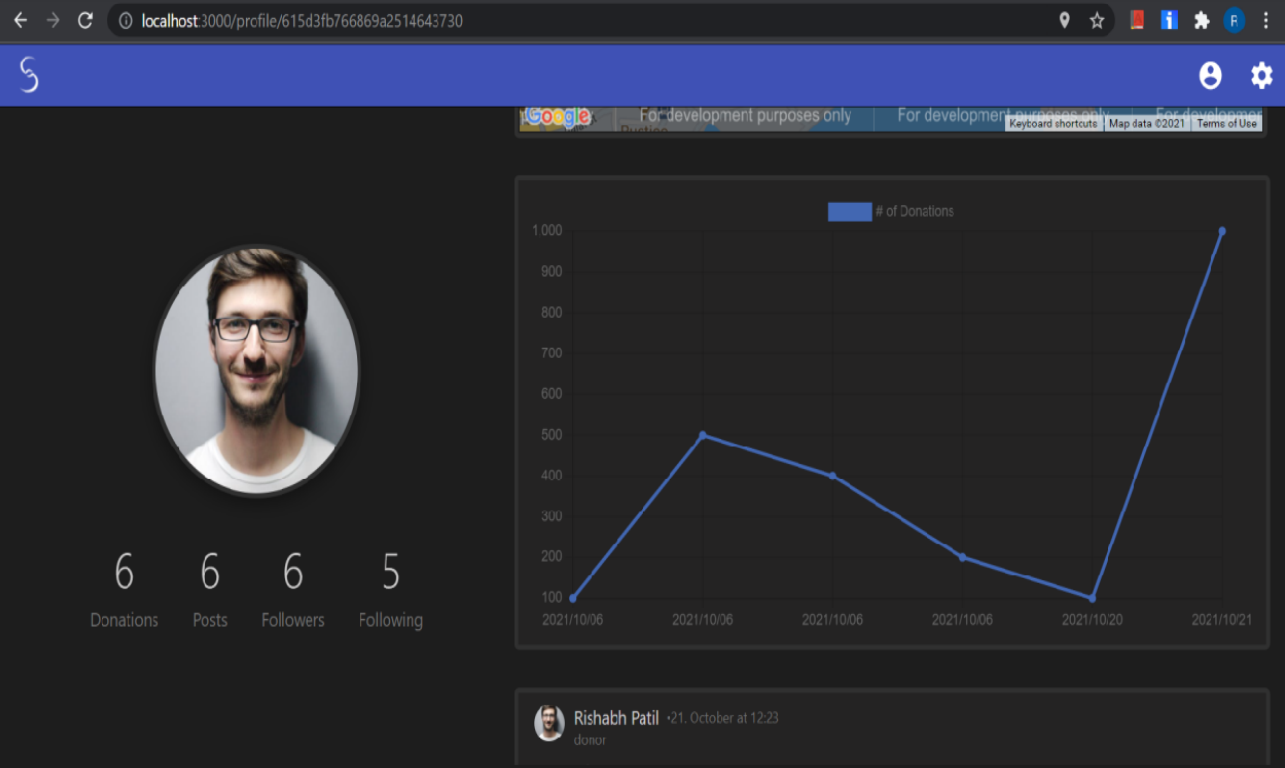 localhost:3000/profile/615d3fb766869a2514643730
R
Google
For development purposes only
For development purposes only
For developmen
Rustico
Keyboard shortcuts
Map data ©2021
Terms of Use
# of Donations
1,000
900
800
700
600
500
400
300
200
100
2021/10/06
2021/10/06
2021/10/06
2021/10/06
2021/10/20
2021/10/21
6
6
6
5
Donations
Posts
Followers
Following
Rishabh Patil •21. October at 12:23
donor